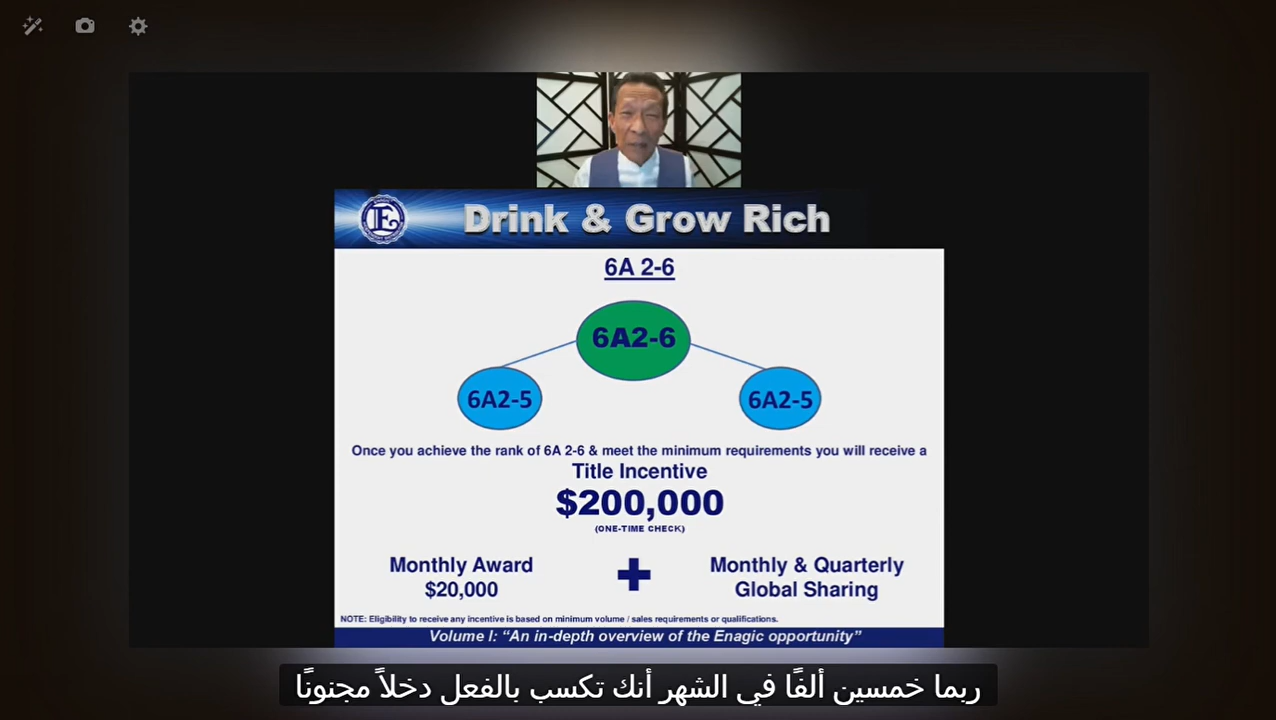 Drink & Grow Rich
6A 2-6
6A2-6
6A2-5
6A2-5
Once you achieve the rank of 6A 2-6 & meet the minimum requirements you will receive a
Title Incentive
$200,000
(ONE-TIME CHECK)
Monthly Award
$20,000
+
Monthly & Quarterly
Global Sharing
NOTE: Eligibility to receive any incentive is based on minimum volume / sales requirements or qualifications.
Volume I: “An in-depth overview of the Enagic opportunity”
ربما خمسين ألفًا في الشهر أنك تكسب بالفعل دخلاً مجنونًا